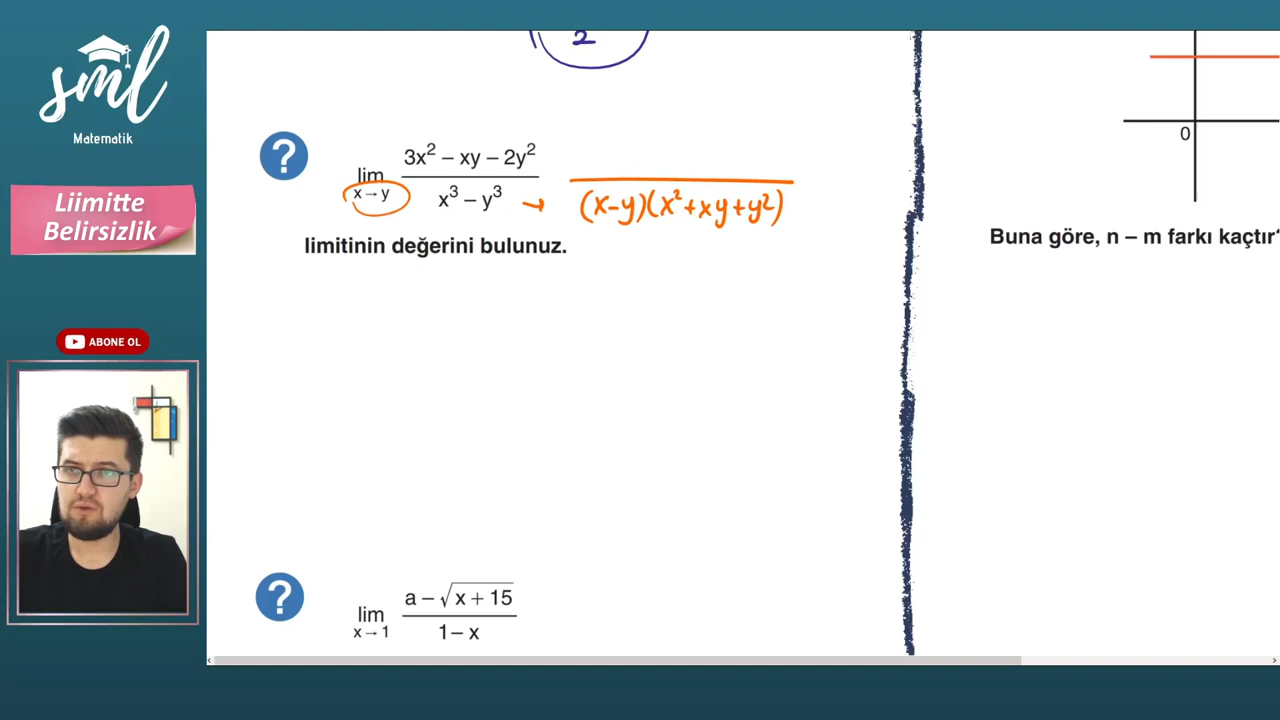 sml
Matematik
Liimitte
Belirsizlik
ABONE OL
2
lim x→y (3x² – xy – 2y²) / (x³ – y³) → (x-y)(x²+xy+y²)
limitinin değerini bulunuz.
?
lim x→1 (a – √(x + 15)) / (1 – x)
?
0
Buna göre, n – m farkı kaçtır?